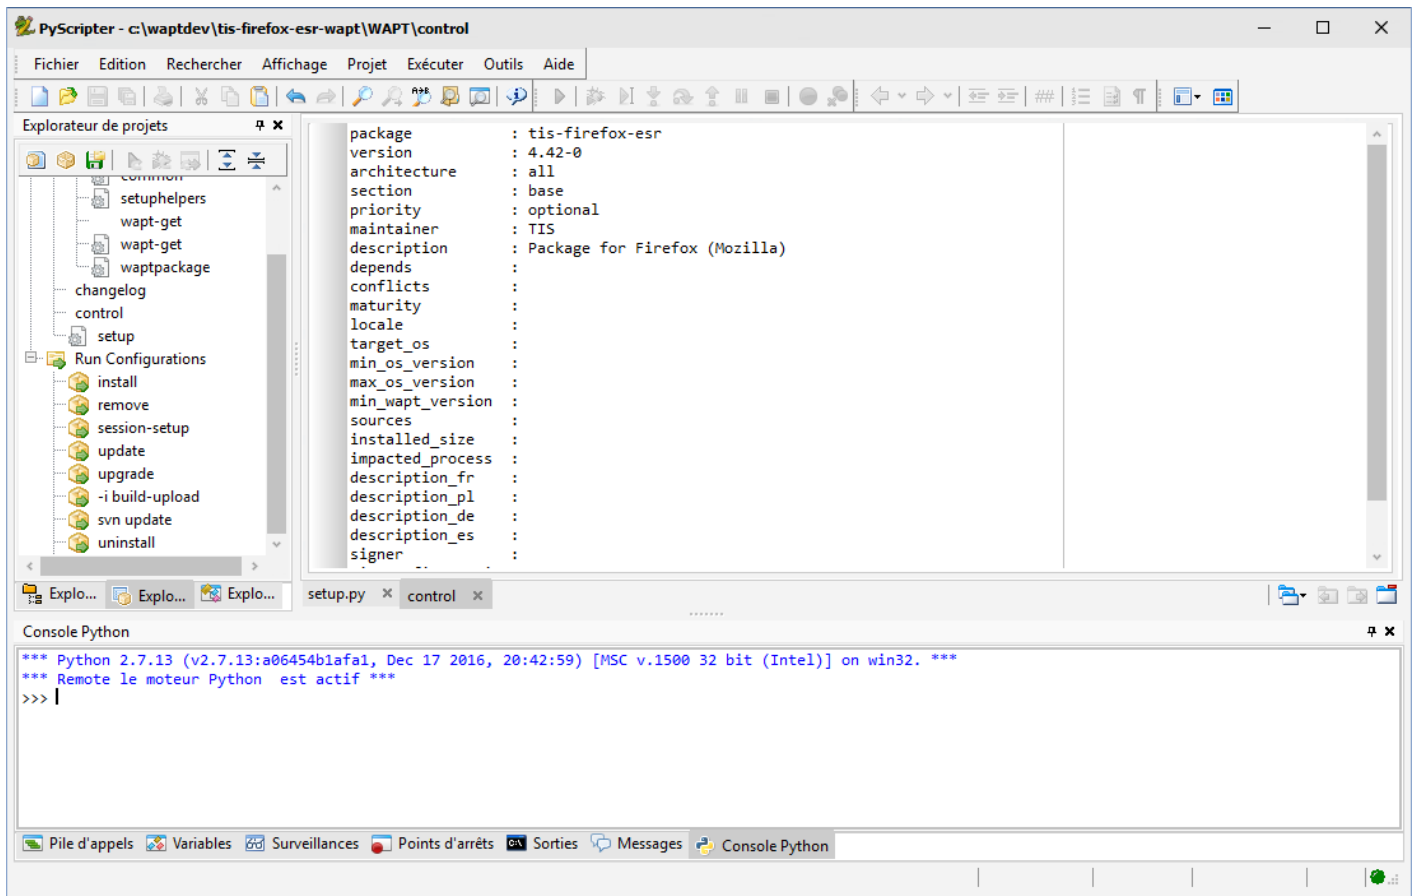 PyScripter - c:\waptdev\tis-firefox-esr-wapt\WAPT\control
Fichier Edition Rechercher Affichage Projet Exécuter Outils Aide
Explorateur de projets
common
setuphelpers
wapt-get
wapt-get
waptpackage
changelog
control
setup
Run Configurations
install
remove
session-setup
update
upgrade
-i build-upload
svn update
uninstall
Explo... Explo... Explo...
package : tis-firefox-esr
version : 4.42-0
architecture : all
section : base
priority : optional
maintainer : TIS
description : Package for Firefox (Mozilla)
depends :
conflicts :
maturity :
locale :
target_os :
min_os_version :
max_os_version :
min_wapt_version :
sources :
installed_size :
impacted_process :
description_fr :
description_pl :
description_de :
description_es :
signer :
setup.py control
Console Python
*** Python 2.7.13 (v2.7.13:a06454b1afa1, Dec 17 2016, 20:42:59) [MSC v.1500 32 bit (Intel)] on win32. ***
*** Remote le moteur Python  est actif ***
>>>
Pile d'appels Variables Surveillances Points d'arrêts Sorties Messages Console Python